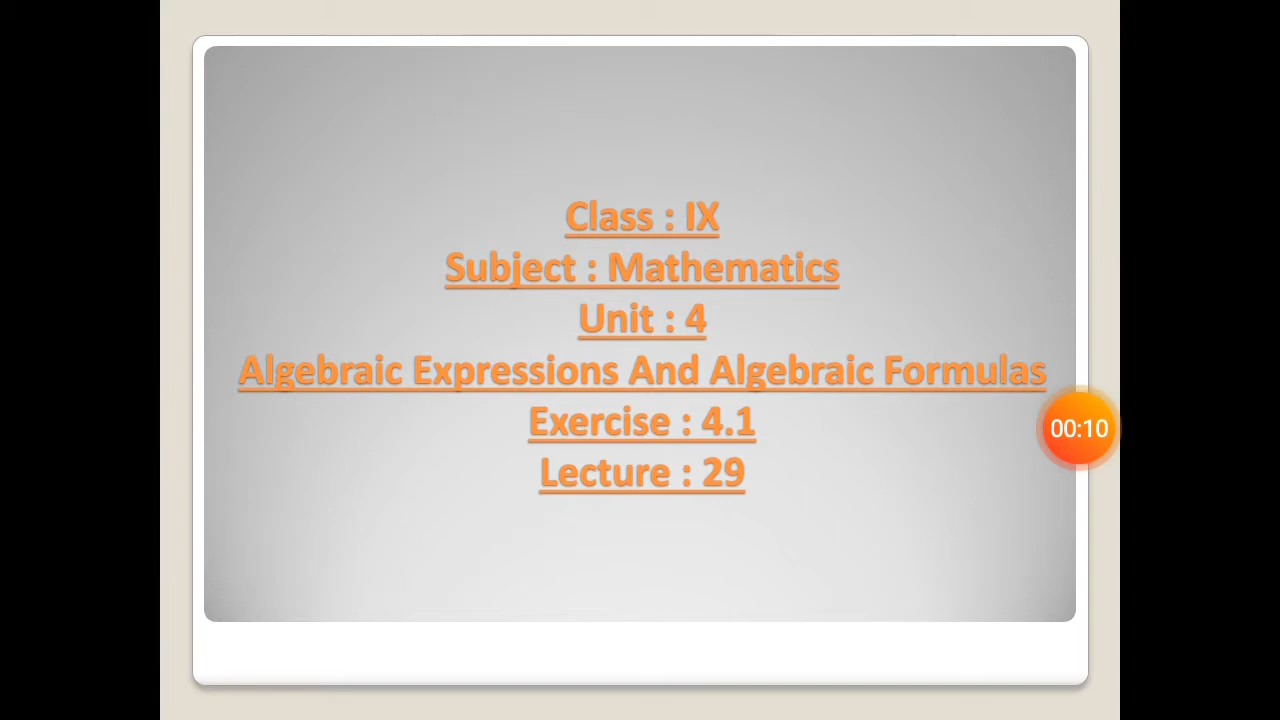 Class : IX
Subject : Mathematics
Unit : 4
Algebraic Expressions And Algebraic Formulas
Exercise : 4.1
00:10
Lecture : 29